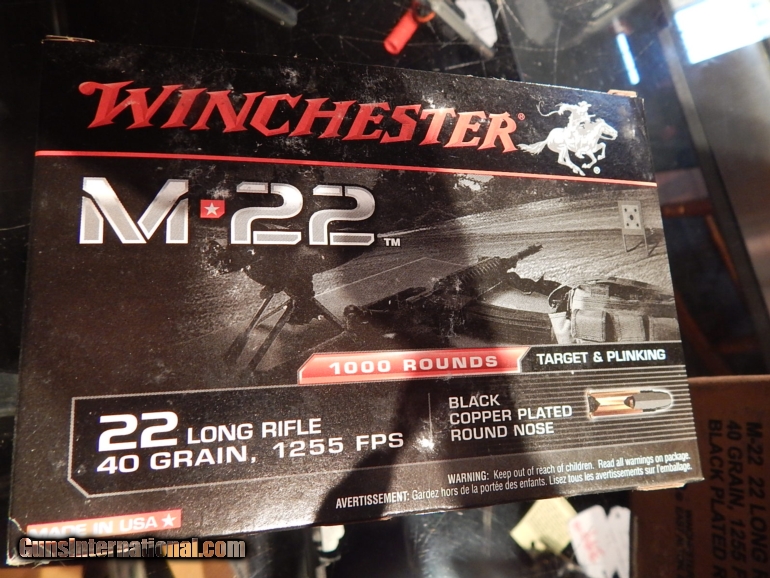 WINCHESTER®
M★22™
1000 ROUNDS
TARGET & PLINKING
22 LONG RIFLE
40 GRAIN, 1255 FPS
BLACK
COPPER PLATED
ROUND NOSE
WARNING: Keep out of reach of children. Read all warnings on package.
AVERTISSEMENT: Gardez hors de la portée des enfants. Lisez tous les avertissements sur l'emballage.
MADE IN USA
M-22 22 LONG
40 GRAIN, 1255 F
BLACK PLATED R
GunsInternational.com